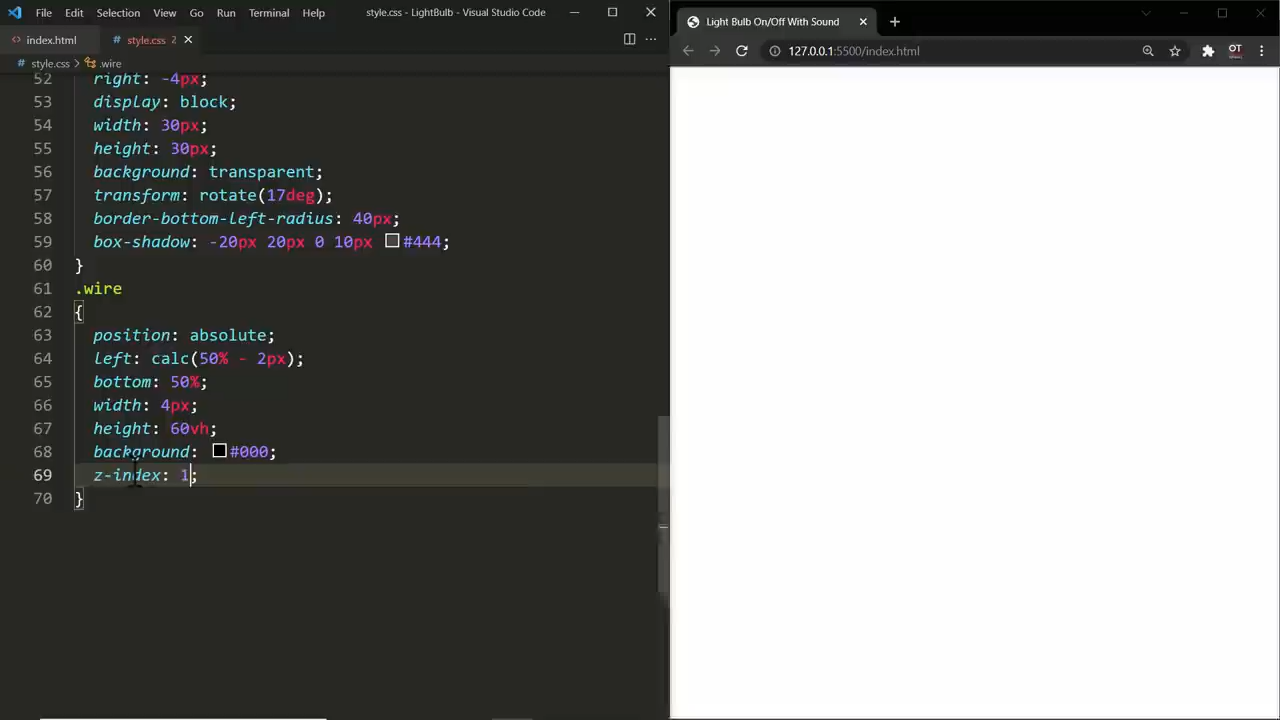 File Edit Selection View Go Run Terminal Help style.css - LightBulb - Visual Studio Code
index.html style.css 2
style.css > .wire
52 right: -4px;
53 display: block;
54 width: 30px;
55 height: 30px;
56 background: transparent;
57 transform: rotate(17deg);
58 border-bottom-left-radius: 40px;
59 box-shadow: -20px 20px 0 10px #444;
60 }
61 .wire
62 {
63 position: absolute;
64 left: calc(50% - 2px);
65 bottom: 50%;
66 width: 4px;
67 height: 60vh;
68 background: #000;
69 z-index: 1;
70 }
Light Bulb On/Off With Sound
127.0.0.1:5500/index.html
OT